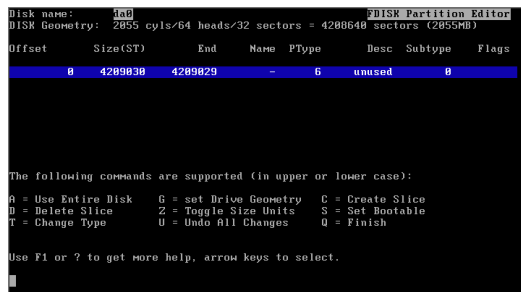 Disk name: da0 FDISK Partition Editor
DISK Geometry: 2055 cyls/64 heads/32 sectors = 4208640 sectors (2055MB)
Offset Size(ST) End Name PType Desc Subtype Flags
0 4209030 4209029 - 6 unused 0
The following commands are supported (in upper or lower case):
A = Use Entire Disk G = set Drive Geometry C = Create Slice
D = Delete Slice Z = Toggle Size Units S = Set Bootable
T = Change Type U = Undo All Changes Q = Finish
Use F1 or ? to get more help, arrow keys to select.